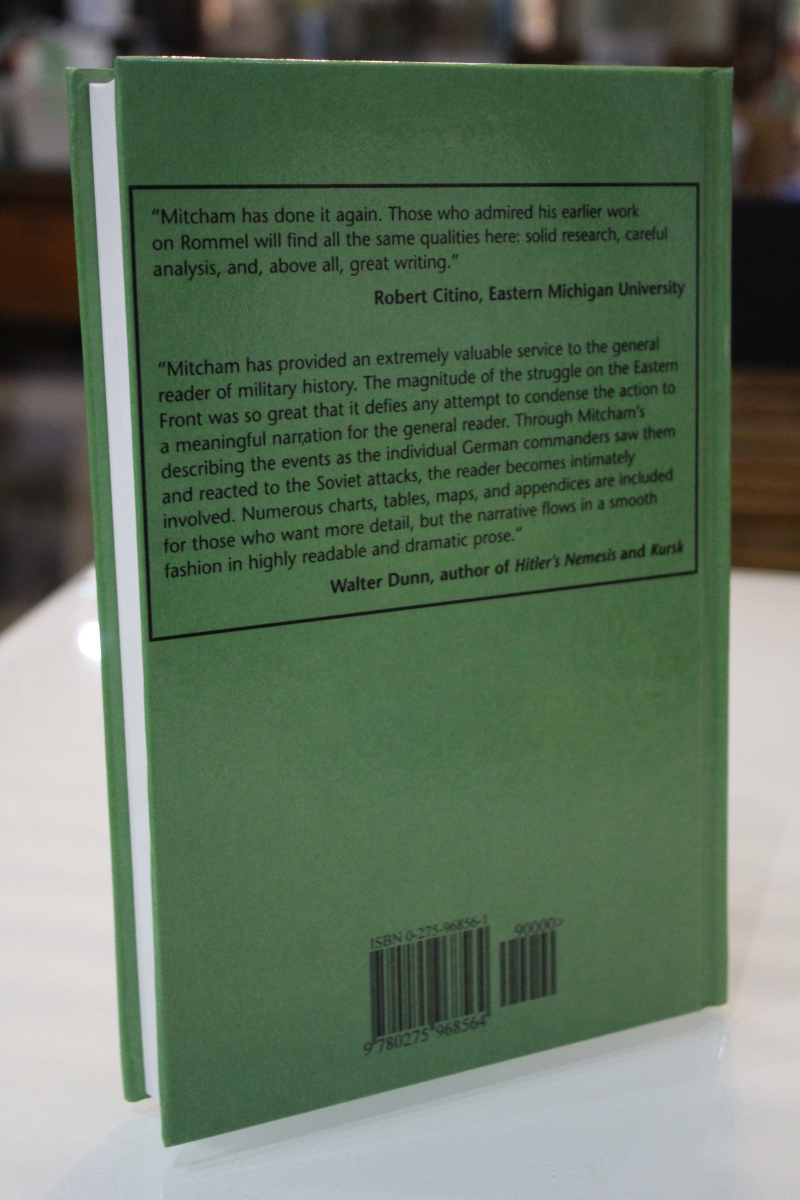 “Mitcham has done it again. Those who admired his earlier work
on Rommel will find all the same qualities here: solid research, careful
analysis, and, above all, great writing.”
Robert Citino, Eastern Michigan University
“Mitcham has provided an extremely valuable service to the general
reader of military history. The magnitude of the struggle on the Eastern
Front was so great that it defies any attempt to condense the action to
a meaningful narration for the general reader. Through Mitcham’s
describing the events as the individual German commanders saw them
and reacted to the Soviet attacks, the reader becomes intimately
involved. Numerous charts, tables, maps, and appendices are included
for those who want more detail, but the narrative flows in a smooth
fashion in highly readable and dramatic prose.”
Walter Dunn, author of Hitler’s Nemesis and Kursk
ISBN 0-275-96856-1
90000>
9 780275 968564